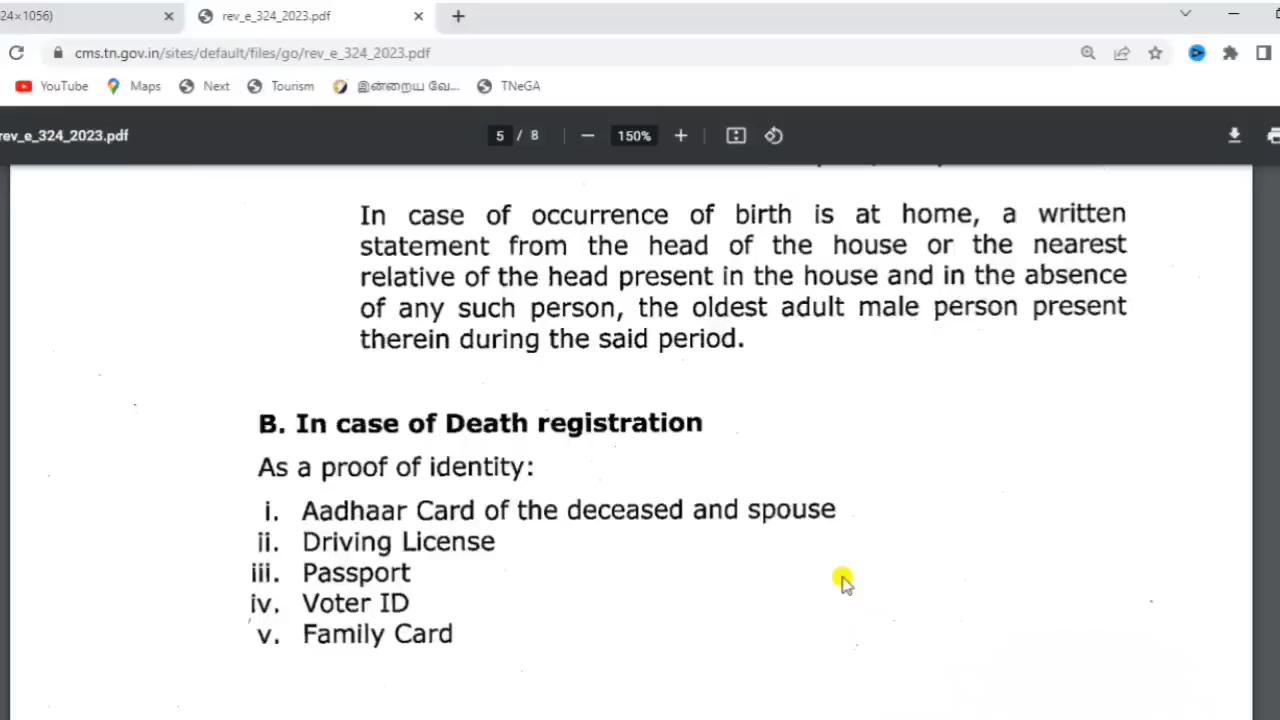 24×1056)
rev_e_324_2023.pdf
cms.tn.gov.in/sites/default/files/go/rev_e_324_2023.pdf
YouTube Maps Next Tourism இன்றைய வே... TNeGA
rev_e_324_2023.pdf 5 / 8 150%
In case of occurrence of birth is at home, a written
statement from the head of the house or the nearest
relative of the head present in the house and in the absence
of any such person, the oldest adult male person present
therein during the said period.
B. In case of Death registration
As a proof of identity:
i. Aadhaar Card of the deceased and spouse
ii. Driving License
iii. Passport
iv. Voter ID
v. Family Card